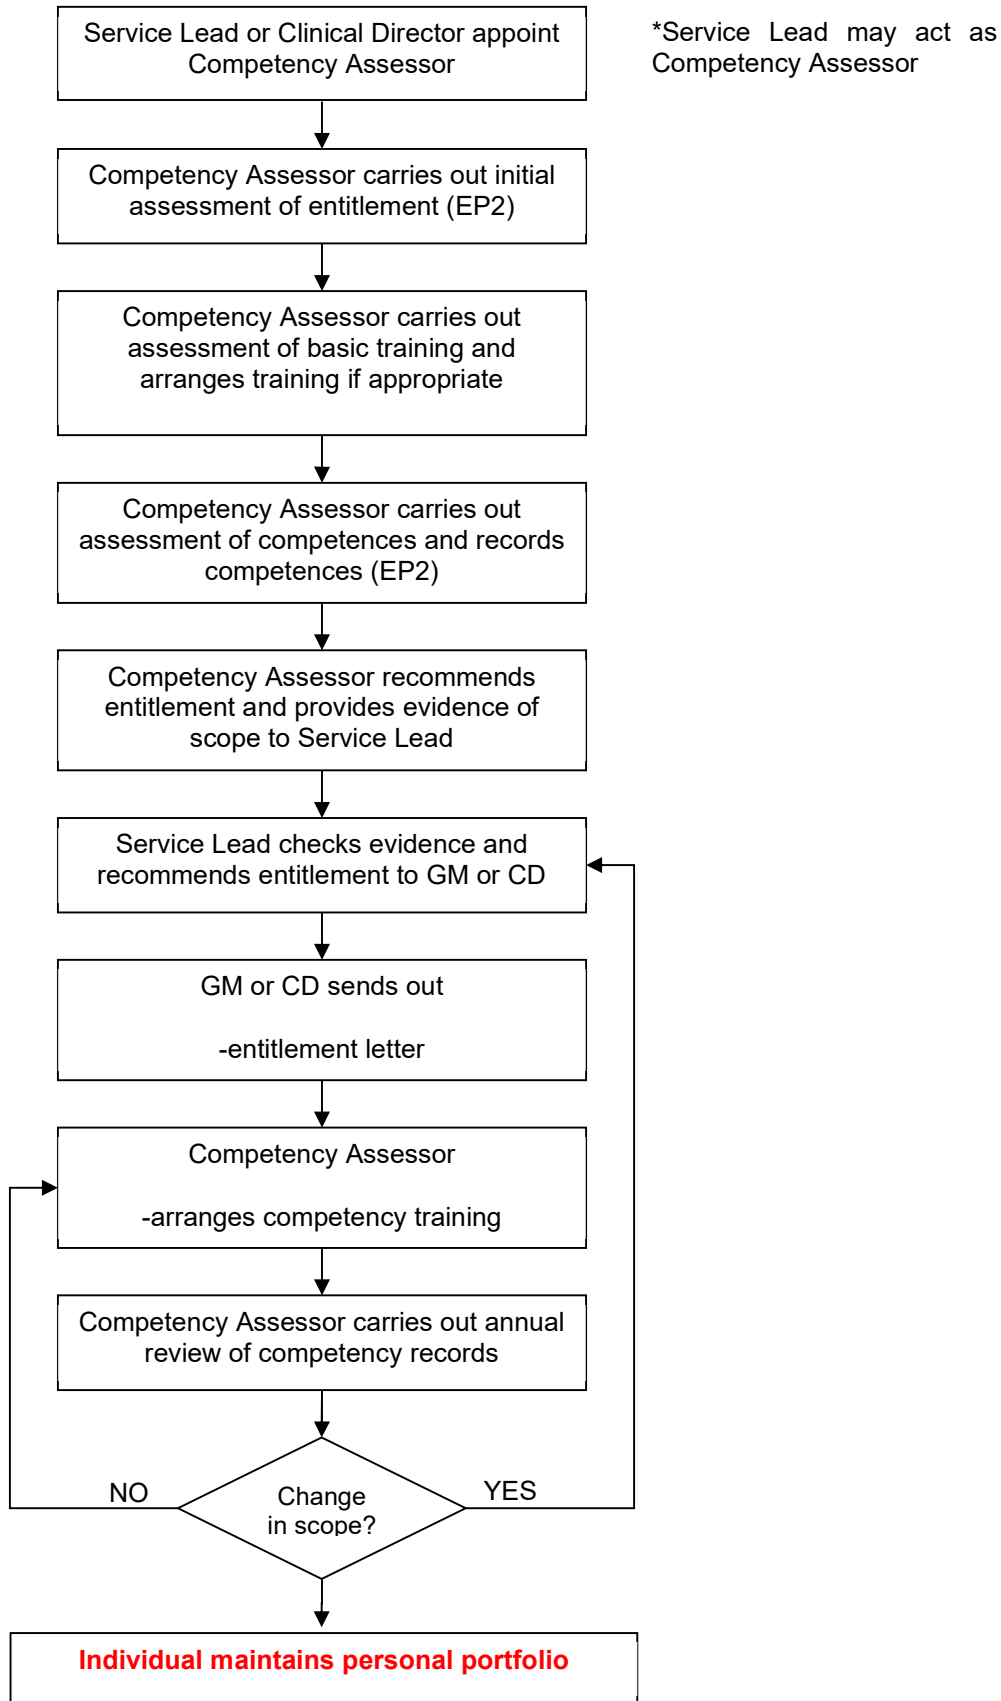 Service Lead or Clinical Director appoint
Competency Assessor
*Service Lead may act as
Competency Assessor
Competency Assessor carries out initial
assessment of entitlement (EP2)
Competency Assessor carries out
assessment of basic training and
arranges training if appropriate
Competency Assessor carries out
assessment of competences and records
competences (EP2)
Competency Assessor recommends
entitlement and provides evidence of
scope to Service Lead
Service Lead checks evidence and
recommends entitlement to GM or CD
GM or CD sends out
-entitlement letter
Competency Assessor
-arranges competency training
Competency Assessor carries out annual
review of competency records
NO
Change
in scope?
YES
Individual maintains personal portfolio